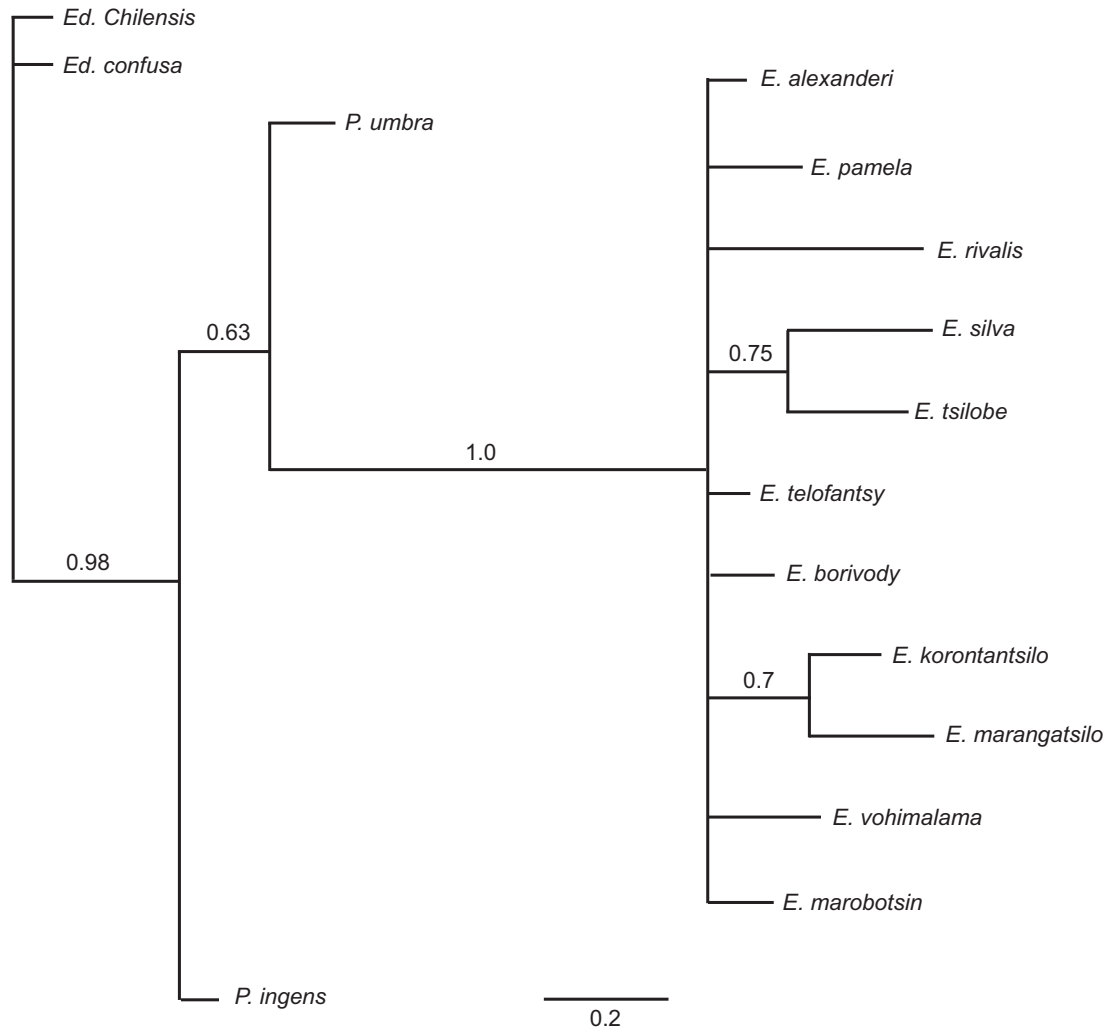 Ed. Chilensis
Ed. confusa
E. alexanderi
P. umbra
E. pamela
E. rivalis
0.63
E. silva
0.75
E. tsilobe
1.0
E. telofantsy
0.98
E. borivody
E. korontantsilo
0.7
E. marangatsilo
E. vohimalama
E. marobotsin
P. ingens
0.2